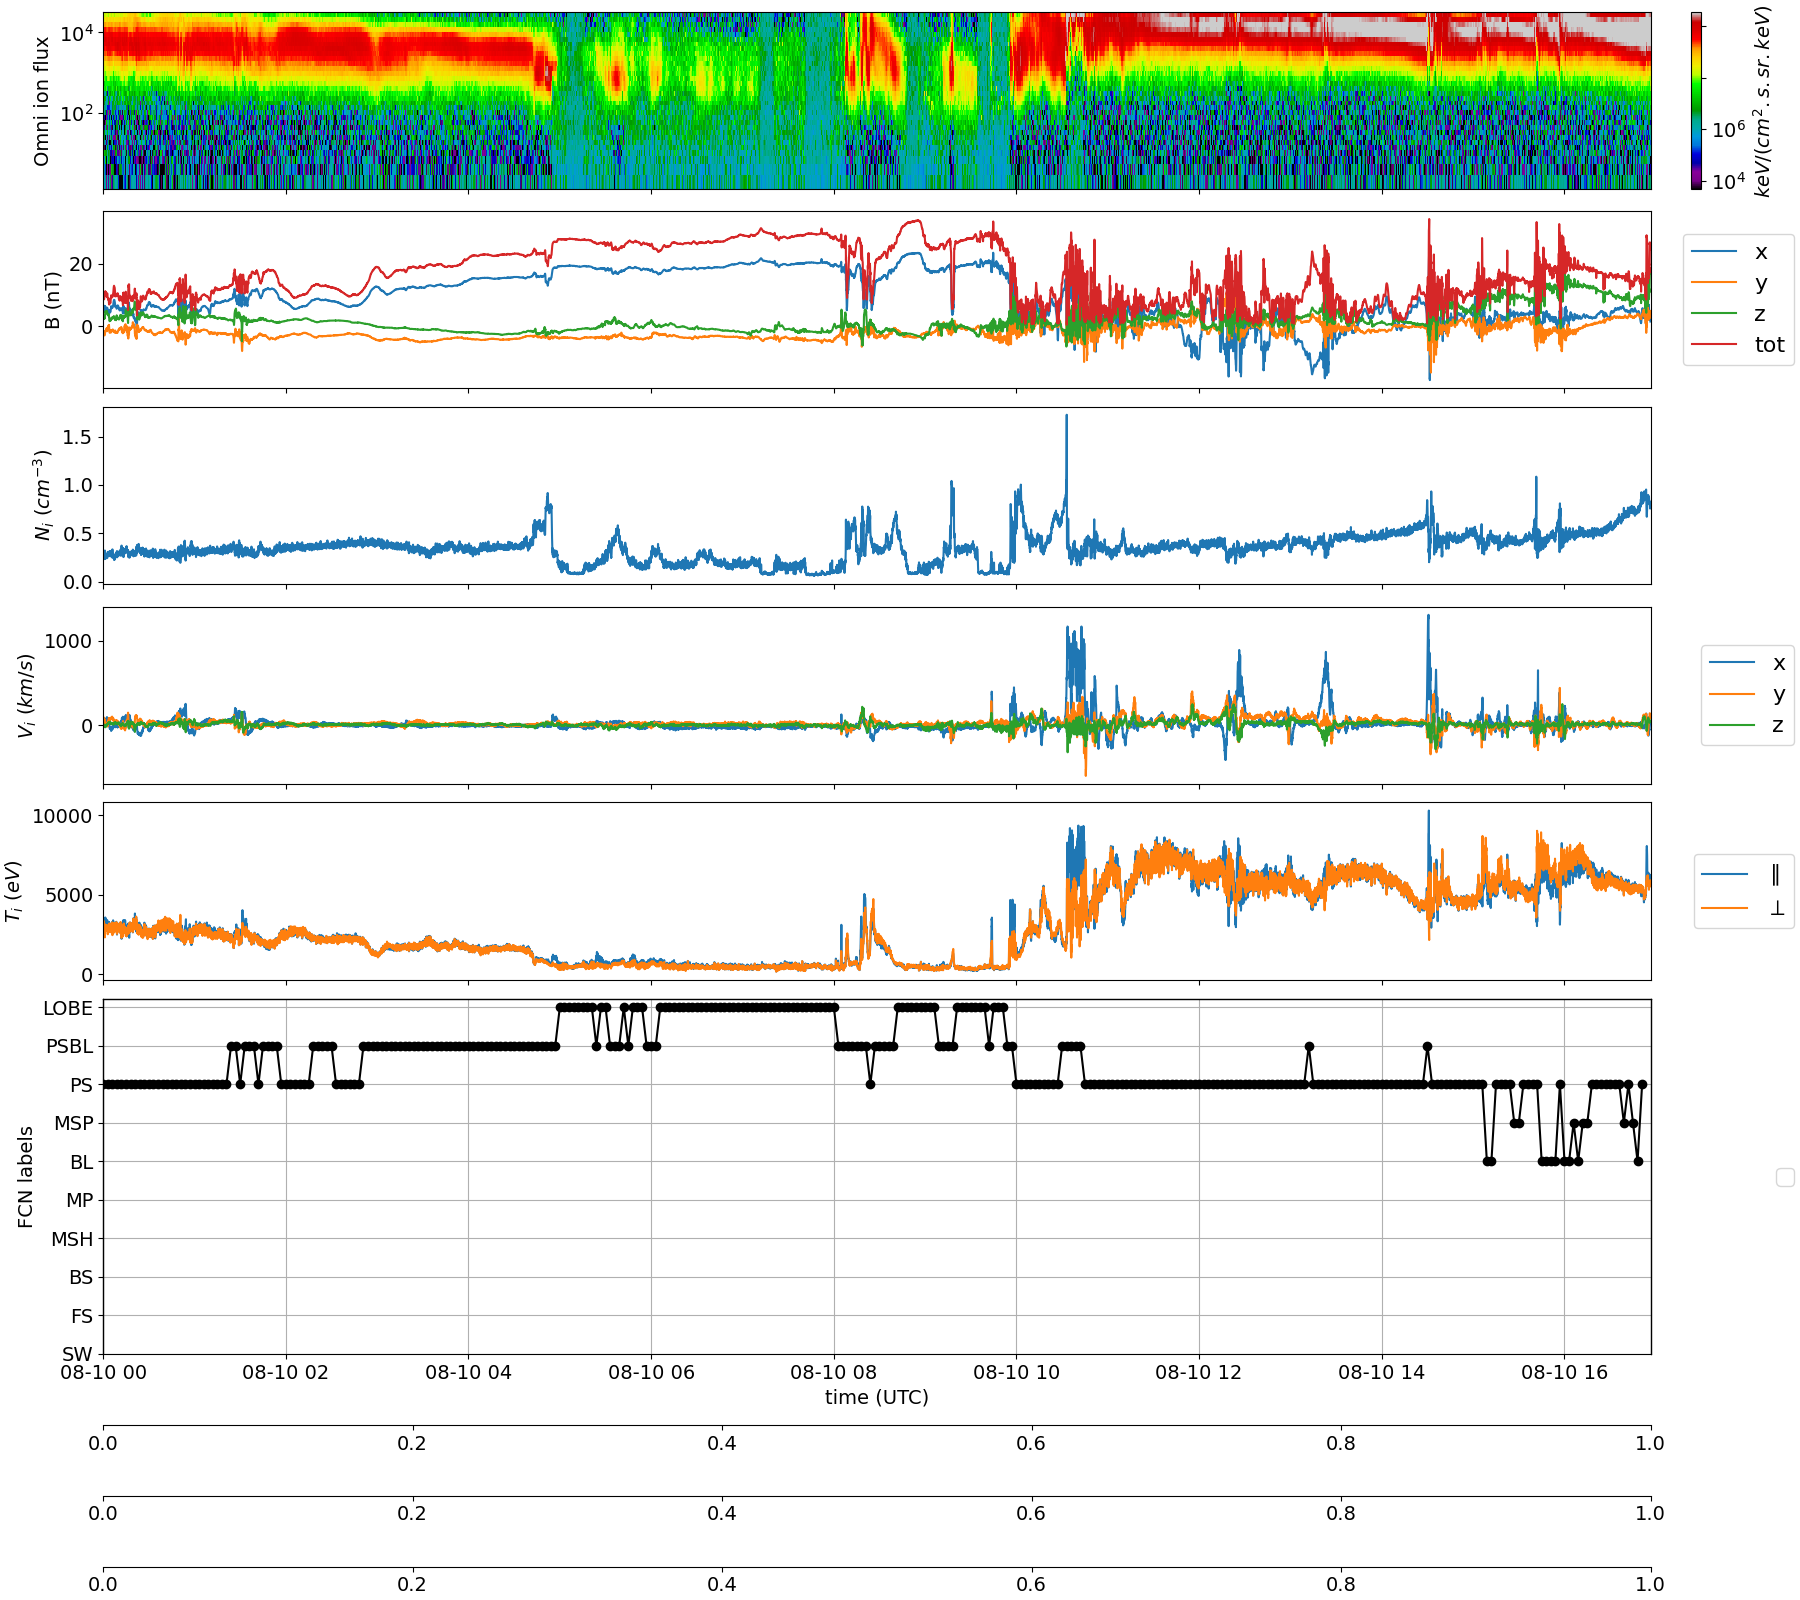 Omni ion flux
10^4
10^2
10^6
10^4
keV/(cm^2.s.sr.keV)
B (nT)
20
0
x
y
z
tot
N_i (cm^-3)
1.5
1.0
0.5
0.0
V_i (km/s)
1000
0
x
y
z
T_i (eV)
10000
5000
0
∥
⊥
FCN labels
LOBE
PSBL
PS
MSP
BL
MP
MSH
BS
FS
SW
08-10 00 08-10 02 08-10 04 08-10 06 08-10 08 08-10 10 08-10 12 08-10 14 08-10 16
time (UTC)
0.0 0.2 0.4 0.6 0.8 1.0
0.0 0.2 0.4 0.6 0.8 1.0
0.0 0.2 0.4 0.6 0.8 1.0